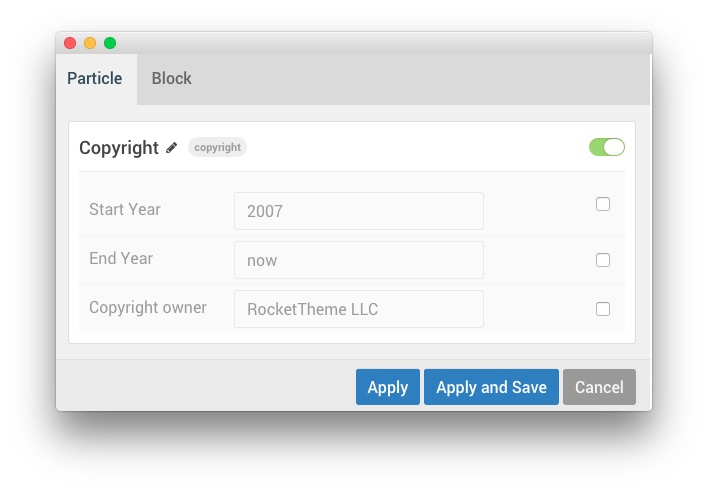 Particle Block
Copyright copyright
Start Year 2007
End Year now
Copyright owner RocketTheme LLC
Apply Apply and Save Cancel